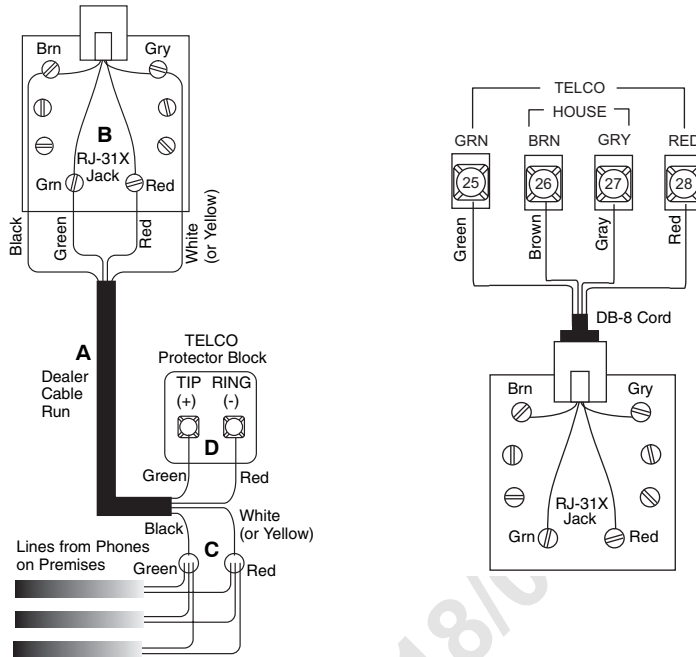 Brn
Gry
B
RJ-31X
Jack
Grn
Red
Black
Green
Red
White
(or Yellow)
A
Dealer
Cable
Run
TELCO
Protector Block
TIP
RING
(+)
(-)
D
Green
Red
Black
White
(or Yellow)
C
Lines from Phones
on Premises
Green
Red
TELCO
HOUSE
GRN
BRN
GRY
RED
25
26
27
28
Green
Brown
Gray
Red
DB-8 Cord
Brn
Gry
RJ-31X
Jack
Grn
Red